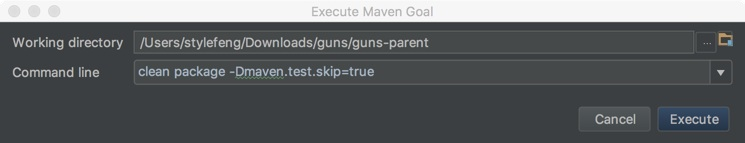 Execute Maven Goal
Working directory /Users/stylefeng/Downloads/guns/guns-parent ...
Command line clean package -Dmaven.test.skip=true
Cancel Execute